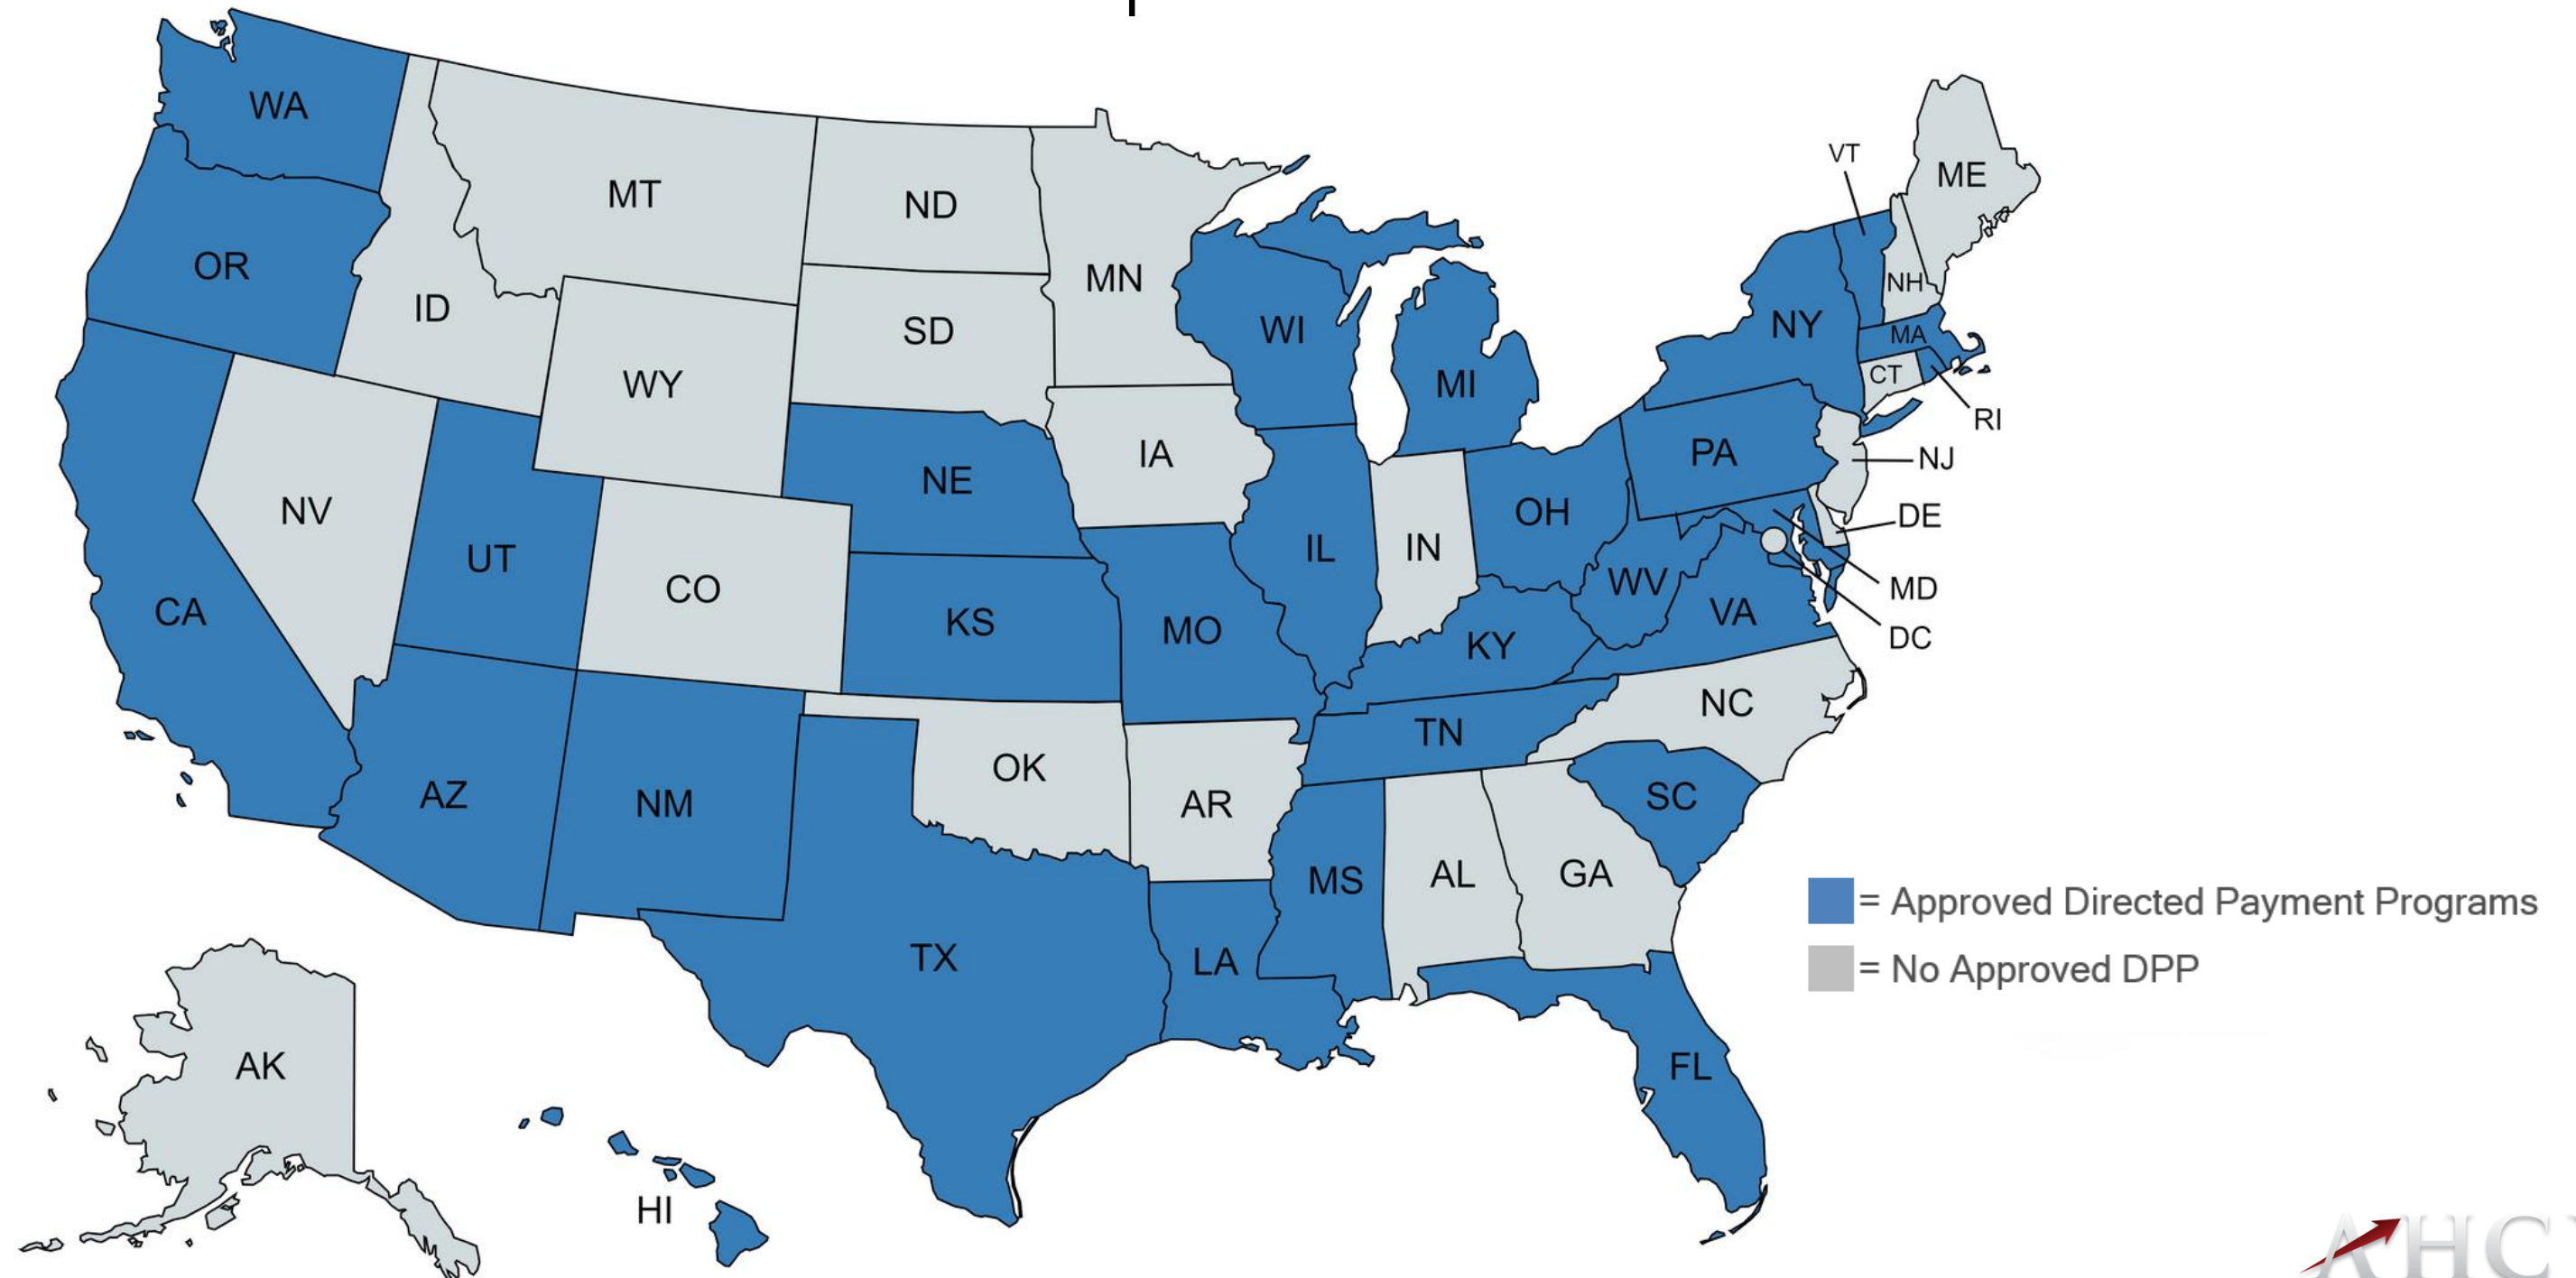 WA
MT
ND
OR
ID
MN
SD
WY
WI
MI
VT
ME
NH
NY
MA
CT
RI
NJ
PA
DE
MD
DC
IA
NE
NV
UT
CO
CA
KS
MO
IL
IN
OH
WV
VA
KY
NC
TN
OK
AR
SC
AZ
NM
MS
AL
GA
TX
LA
= Approved Directed Payment Programs
= No Approved DPP
AK
FL
HI